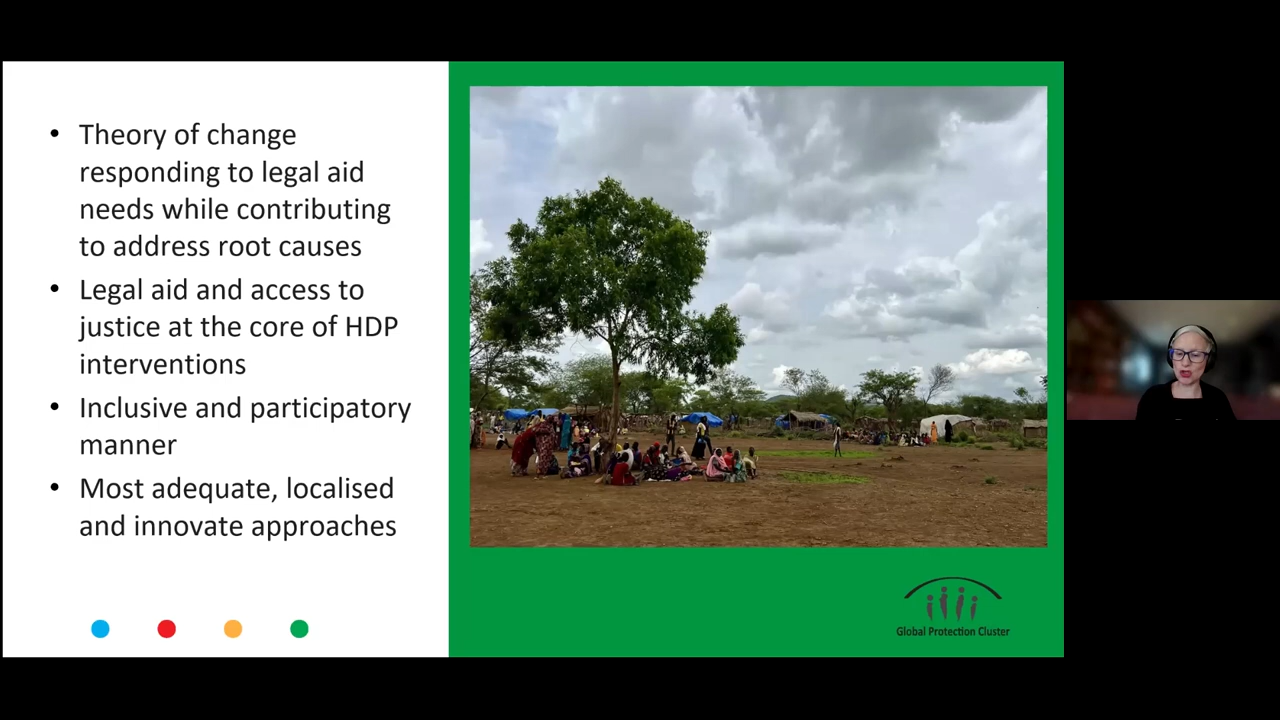 • Theory of change
responding to legal aid
needs while contributing
to address root causes
• Legal aid and access to
justice at the core of HDP
interventions
• Inclusive and participatory
manner
• Most adequate, localised
and innovate approaches
Global Protection Cluster